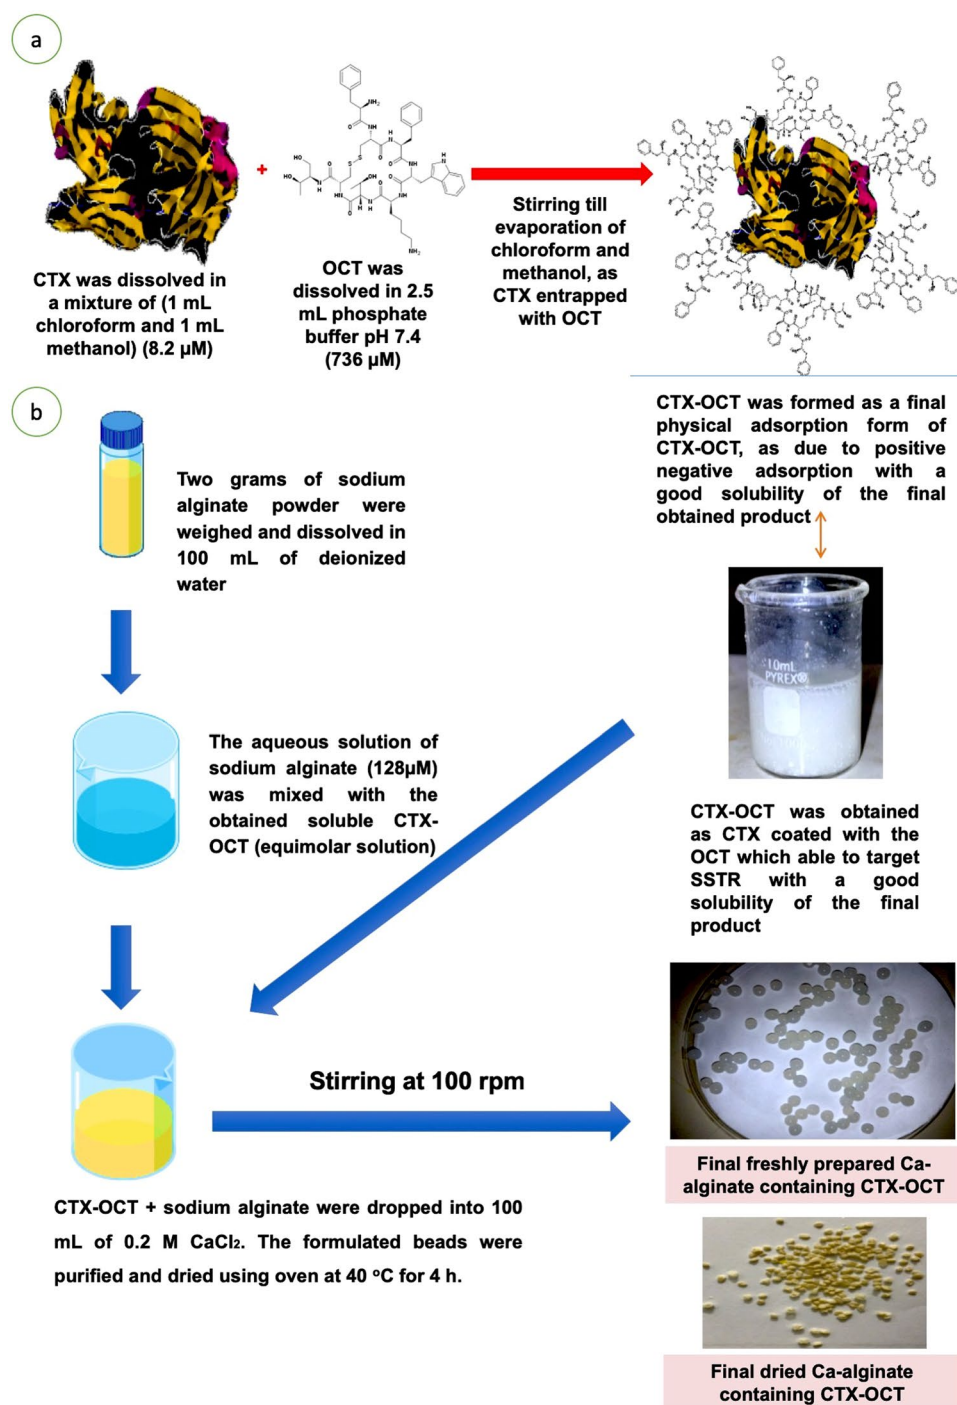 a
CTX was dissolved in
a mixture of (1 mL
chloroform and 1 mL
methanol) (8.2 µM)
+
OCT was
dissolved in 2.5
mL phosphate
buffer pH 7.4
(736 µM)
Stirring till
evaporation of
chloroform and
methanol, as
CTX entrapped
with OCT
CTX-OCT was formed as a final
physical adsorption form of
CTX-OCT, as due to positive
negative adsorption with a
good solubility of the final
obtained product
b
Two grams of sodium
alginate powder were
weighed and dissolved in
100 mL of deionized
water
10mL
PYREX®
The aqueous solution of
sodium alginate (128µM)
was mixed with the
obtained soluble CTX-
OCT (equimolar solution)
CTX-OCT was obtained
as CTX coated with the
OCT which able to target
SSTR with a good
solubility of the final
product
Stirring at 100 rpm
Final freshly prepared Ca-
alginate containing CTX-OCT
CTX-OCT + sodium alginate were dropped into 100
mL of 0.2 M CaCl₂. The formulated beads were
purified and dried using oven at 40 ºC for 4 h.
Final dried Ca-alginate
containing CTX-OCT